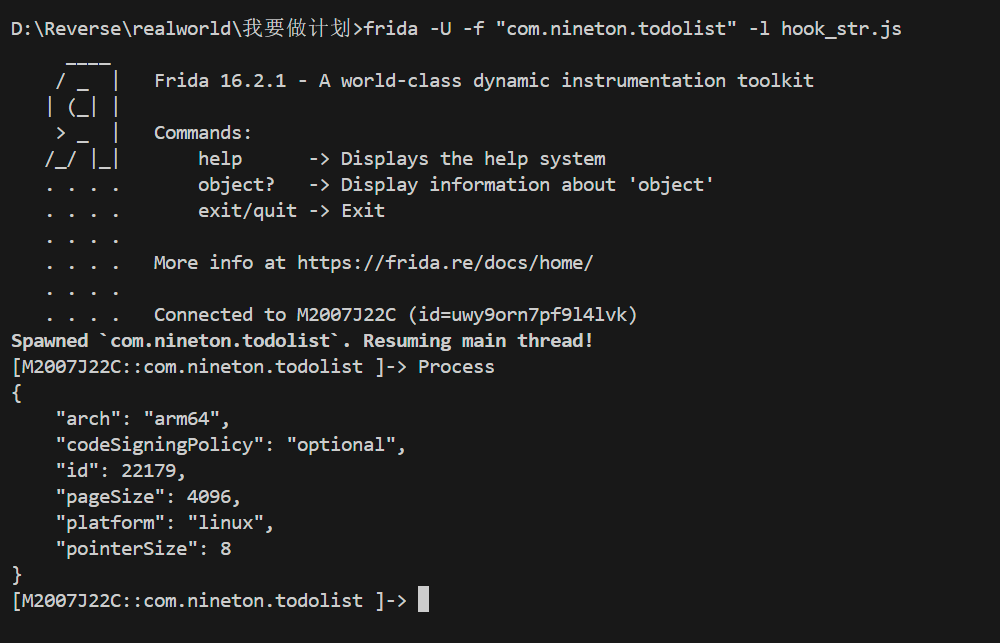 D:\Reverse\realworld\我要做计划>frida -U -f "com.nineton.todolist" -l hook_str.js
     ____
    / _  |   Frida 16.2.1 - A world-class dynamic instrumentation toolkit
   | (_| |
    > _  |   Commands:
   /_/ |_|       help      -> Displays the help system
   . . . .       object?   -> Display information about 'object'
   . . . .       exit/quit -> Exit
   . . . .
   . . . .   More info at https://frida.re/docs/home/
   . . . .
   . . . .   Connected to M2007J22C (id=uwy9orn7pf9l4lvk)
Spawned `com.nineton.todolist`. Resuming main thread!
[M2007J22C::com.nineton.todolist ]-> Process
{
    "arch": "arm64",
    "codeSigningPolicy": "optional",
    "id": 22179,
    "pageSize": 4096,
    "platform": "linux",
    "pointerSize": 8
}
[M2007J22C::com.nineton.todolist ]->